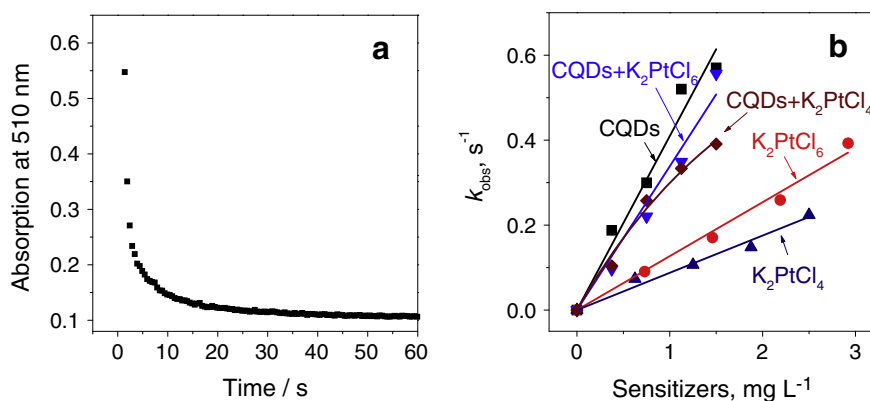 a
0.6
0.5
0.4
0.3
0.2
0.1
Absorption at 510 nm
0 10 20 30 40 50 60
Time / s
b
0.6
0.4
0.2
0.0
k_obs, s⁻¹
CQDs+K₂PtCl₆
CQDs+K₂PtCl₄
CQDs
K₂PtCl₆
K₂PtCl₄
0 1 2 3
Sensitizers, mg L⁻¹